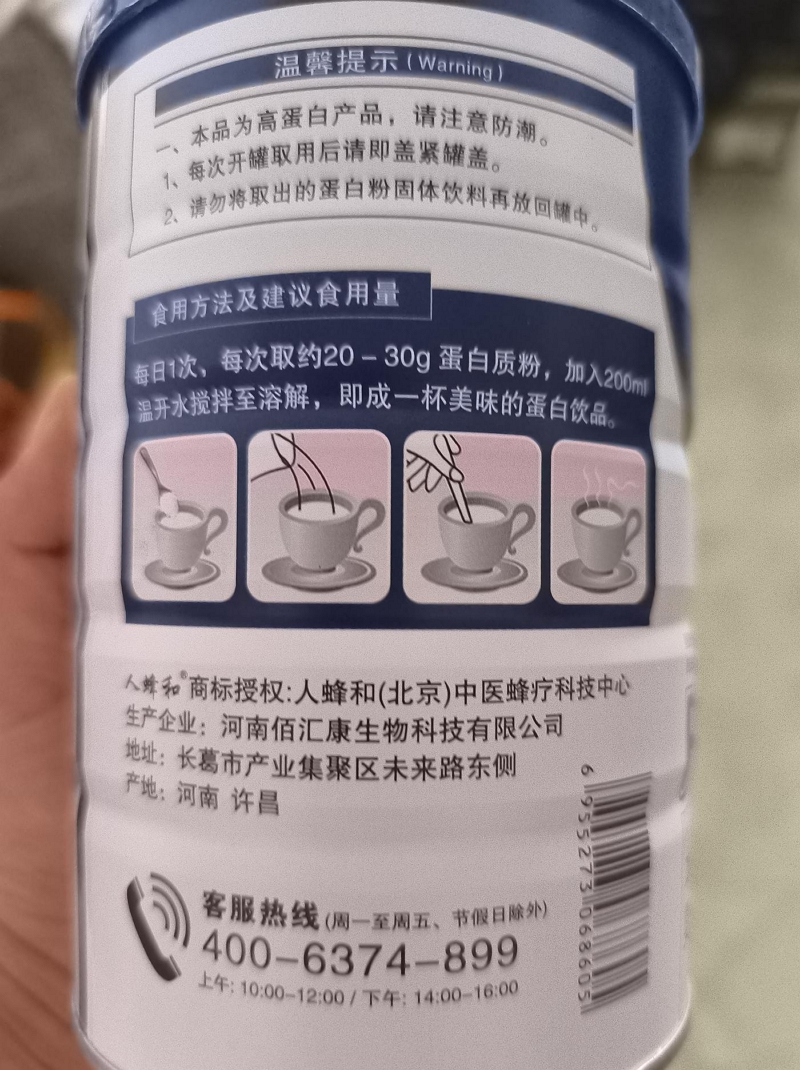 温馨提示(Warning)
一、本品为高蛋白产品，请注意防潮。
1、每次开罐取用后请即盖紧罐盖。
2、请勿将取出的蛋白粉固体饮料再放回罐中。
食用方法及建议食用量
每日1次，每次取约20－30g 蛋白质粉，加入200ml
温开水搅拌至溶解，即成一杯美味的蛋白饮品。
人蜂和®商标授权:人蜂和(北京)中医蜂疗科技中心
生产企业：河南佰汇康生物科技有限公司
地址：长葛市产业集聚区未来路东侧
产地：河南 许昌
客服热线(周一至周五、节假日除外)
400-6374-899
上午: 10:00-12:00 / 下午: 14:00-16:00
6 955273 068605